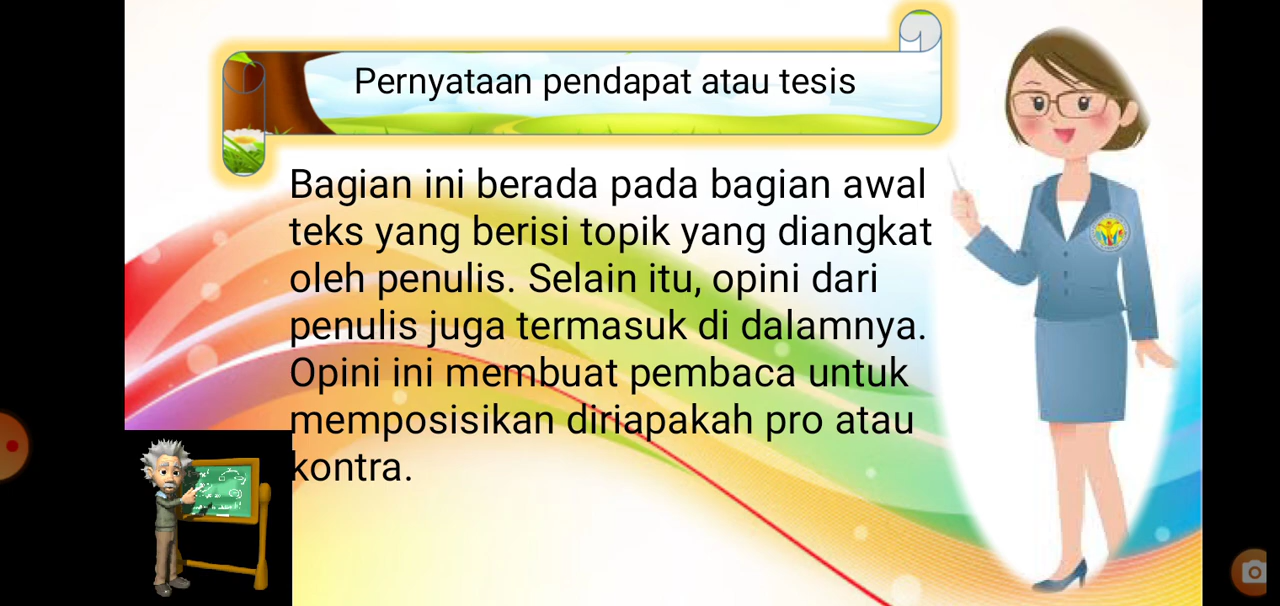 Pernyataan pendapat atau tesis
Bagian ini berada pada bagian awal
teks yang berisi topik yang diangkat
oleh penulis. Selain itu, opini dari
penulis juga termasuk di dalamnya.
Opini ini membuat pembaca untuk
memposisikan diriapakah pro atau
kontra.